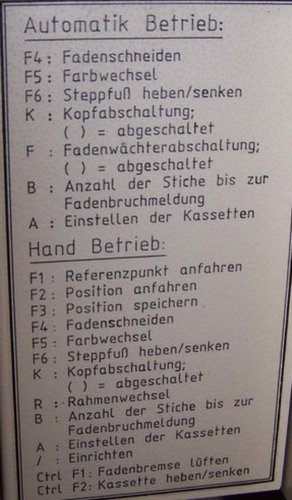 Automatik Betrieb:
F4: Fadenschneiden
F5: Farbwechsel
F6: Steppfuß heben/senken
K : Kopfabschaltung;
( ) = abgeschaltet
F : Fadenwächterabschaltung;
( ) = abgeschaltet
B : Anzahl der Stiche bis zur
Fadenbruchmeldung
A : Einstellen der Kassetten
Hand Betrieb:
F1: Referenzpunkt anfahren
F2: Position anfahren
F3: Position speichern
F4: Fadenschneiden
F5: Farbwechsel
F6: Steppfuß heben/senken
K : Kopfabschaltung;
( ) = abgeschaltet
R : Rahmenwechsel
B : Anzahl der Stiche bis zur
Fadenbruchmeldung
A : Einstellen der Kassetten
/ : Einrichten
Ctrl F1: Fadenbremse lüften
Ctrl F2: Kassette heben/senken